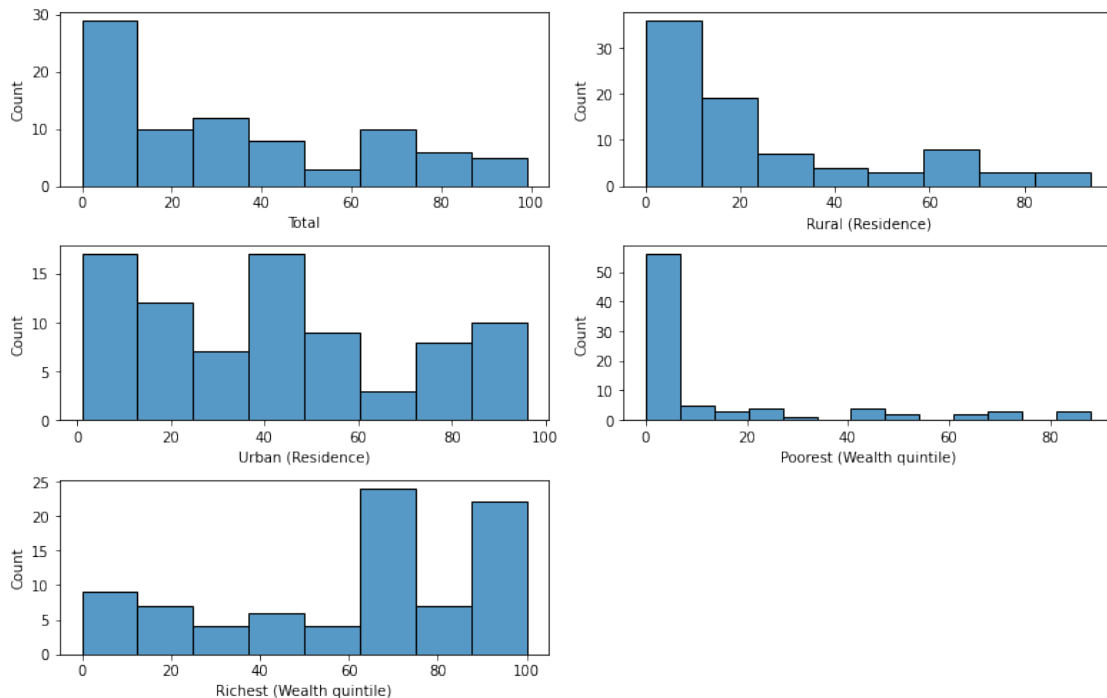 30
20
10
0
Count
0 20 40 60 80 100
Total
30
20
10
0
Count
0 20 40 60 80
Rural (Residence)
15
10
5
0
Count
0 20 40 60 80 100
Urban (Residence)
50
40
30
20
10
0
Count
0 20 40 60 80
Poorest (Wealth quintile)
25
20
15
10
5
0
Count
0 20 40 60 80 100
Richest (Wealth quintile)